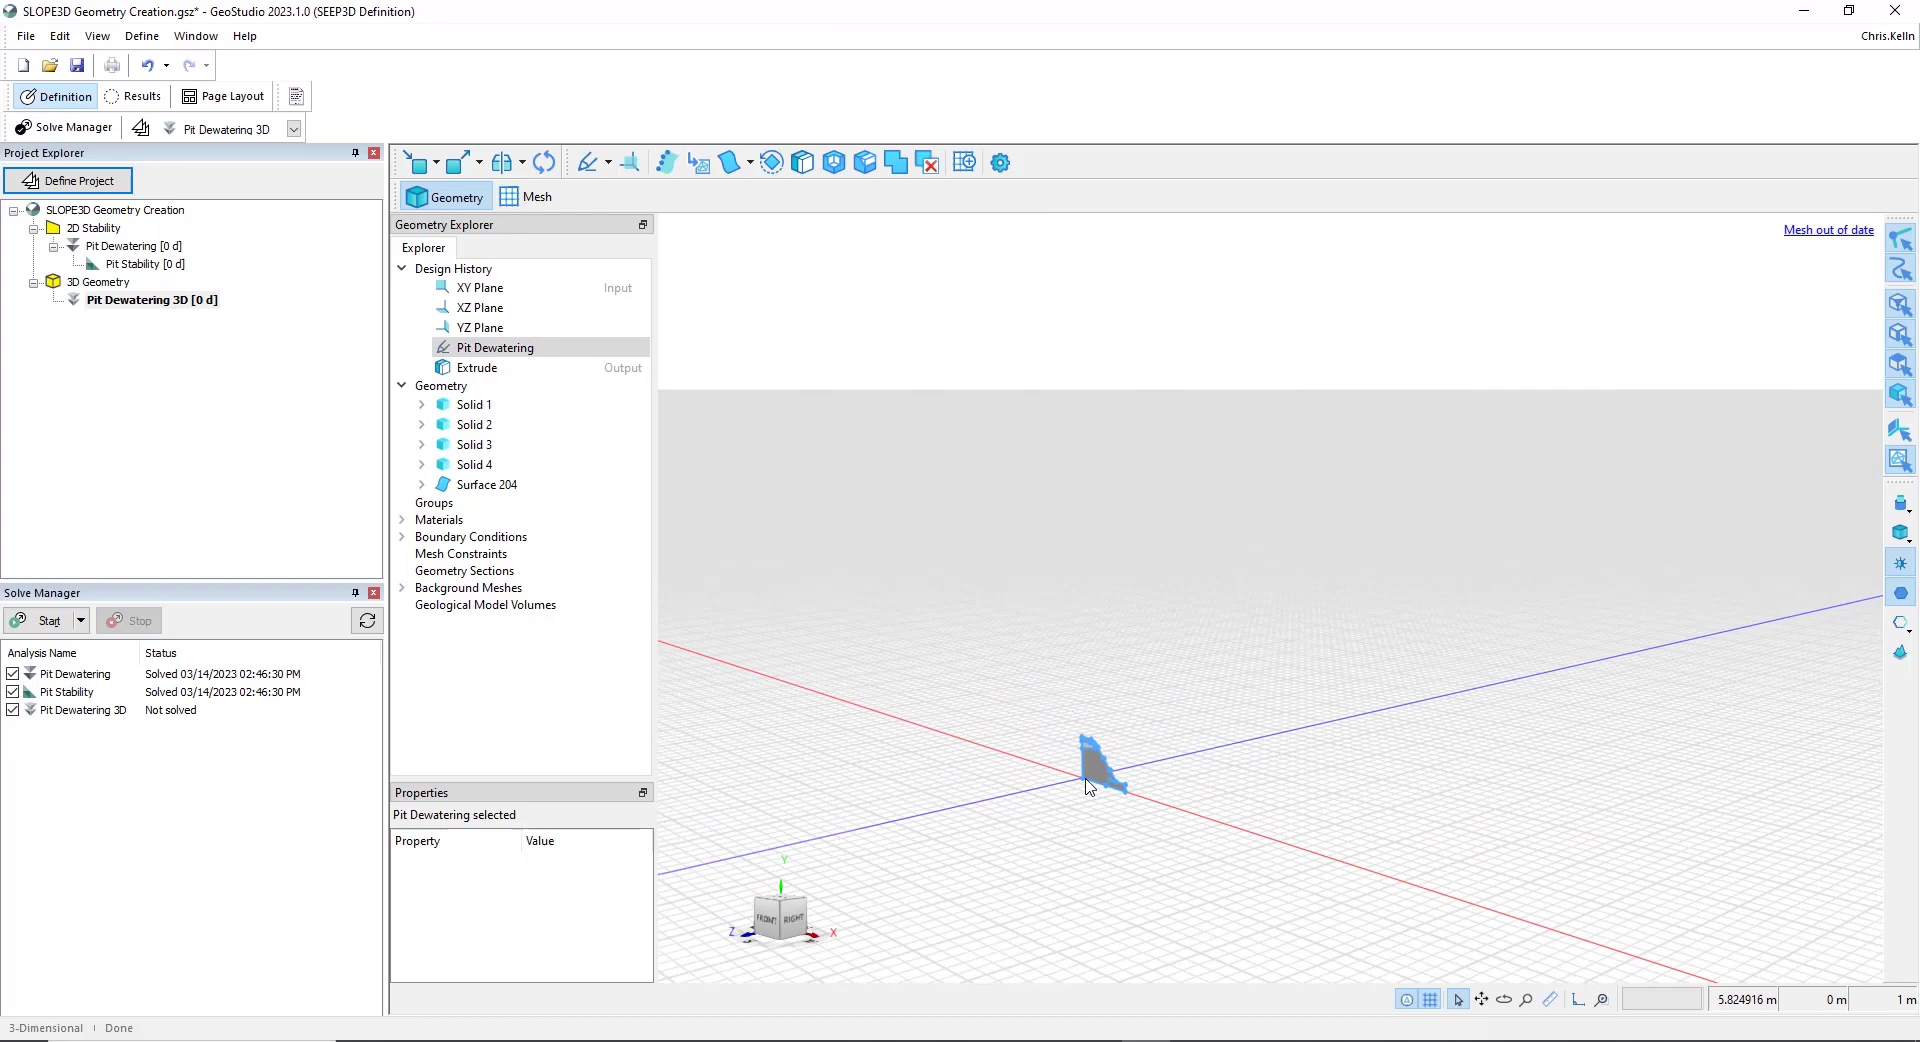 SLOPE3D Geometry Creation.gsz* - GeoStudio 2023.1.0 (SEEP3D Definition)
File Edit View Define Window Help
Chris.Kelln
Definition Results Page Layout
Solve Manager Pit Dewatering 3D
Project Explorer
Define Project
SLOPE3D Geometry Creation
2D Stability
Pit Dewatering [0 d]
Pit Stability [0 d]
3D Geometry
Pit Dewatering 3D [0 d]
Solve Manager
Start Stop
Analysis Name Status
Pit Dewatering Solved 03/14/2023 02:46:30 PM
Pit Stability Solved 03/14/2023 02:46:30 PM
Pit Dewatering 3D Not solved
Geometry Mesh
Geometry Explorer
Explorer
Design History
XY Plane Input
XZ Plane
YZ Plane
Pit Dewatering
Extrude Output
Geometry
Solid 1
Solid 2
Solid 3
Solid 4
Surface 204
Groups
Materials
Boundary Conditions
Mesh Constraints
Geometry Sections
Background Meshes
Geological Model Volumes
Properties
Pit Dewatering selected
Property Value
Mesh out of date
Y
FRONT RIGHT
Z X
5.824916 m 0 m 1 m
3-Dimensional Done